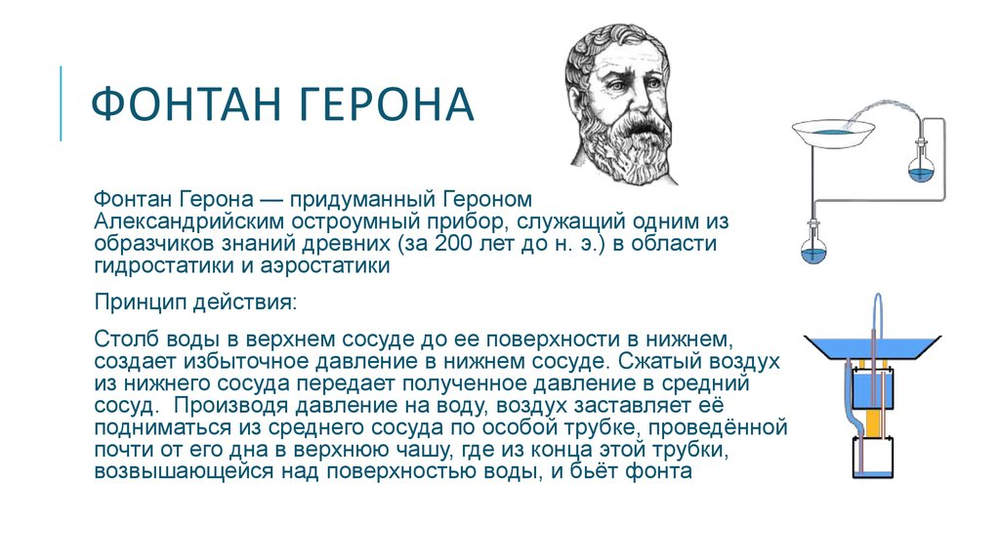 ФОНТАН ГЕРОНА
Фонтан Герона — придуманный Героном
Александрийским остроумный прибор, служащий одним из
образчиков знаний древних (за 200 лет до н. э.) в области
гидростатики и аэростатики
Принцип действия:
Столб воды в верхнем сосуде до ее поверхности в нижнем,
создает избыточное давление в нижнем сосуде. Сжатый воздух
из нижнего сосуда передает полученное давление в средний
сосуд. Производя давление на воду, воздух заставляет её
подниматься из среднего сосуда по особой трубке, проведённой
почти от его дна в верхнюю чашу, где из конца этой трубки,
возвышающейся над поверхностью воды, и бьёт фонта